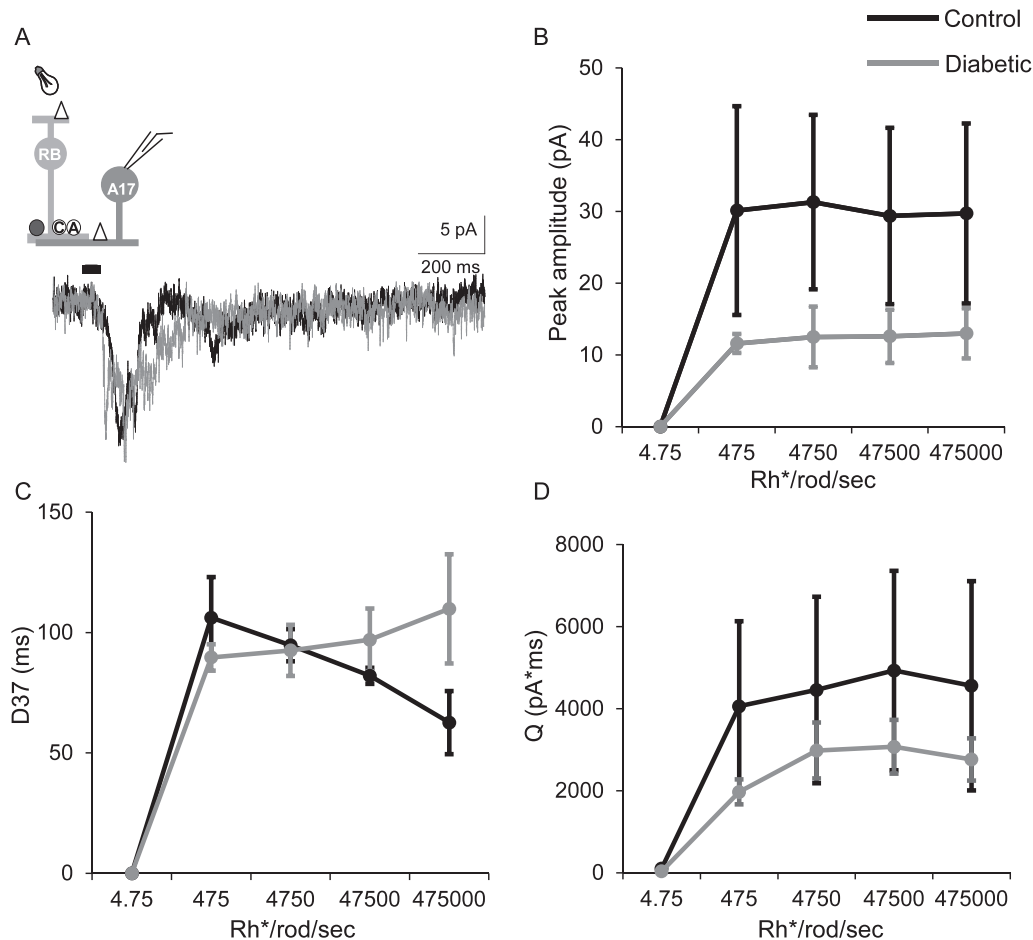 Control
Diabetic
A
RB
A17
C A
5 pA
200 ms
B
Peak amplitude (pA)
50
40
30
20
10
0
4.75 475 4750 47500 475000
Rh*/rod/sec
C
D37 (ms)
150
100
50
0
4.75 475 4750 47500 475000
Rh*/rod/sec
D
Q (pA*ms)
8000
6000
4000
2000
0
4.75 475 4750 47500 475000
Rh*/rod/sec